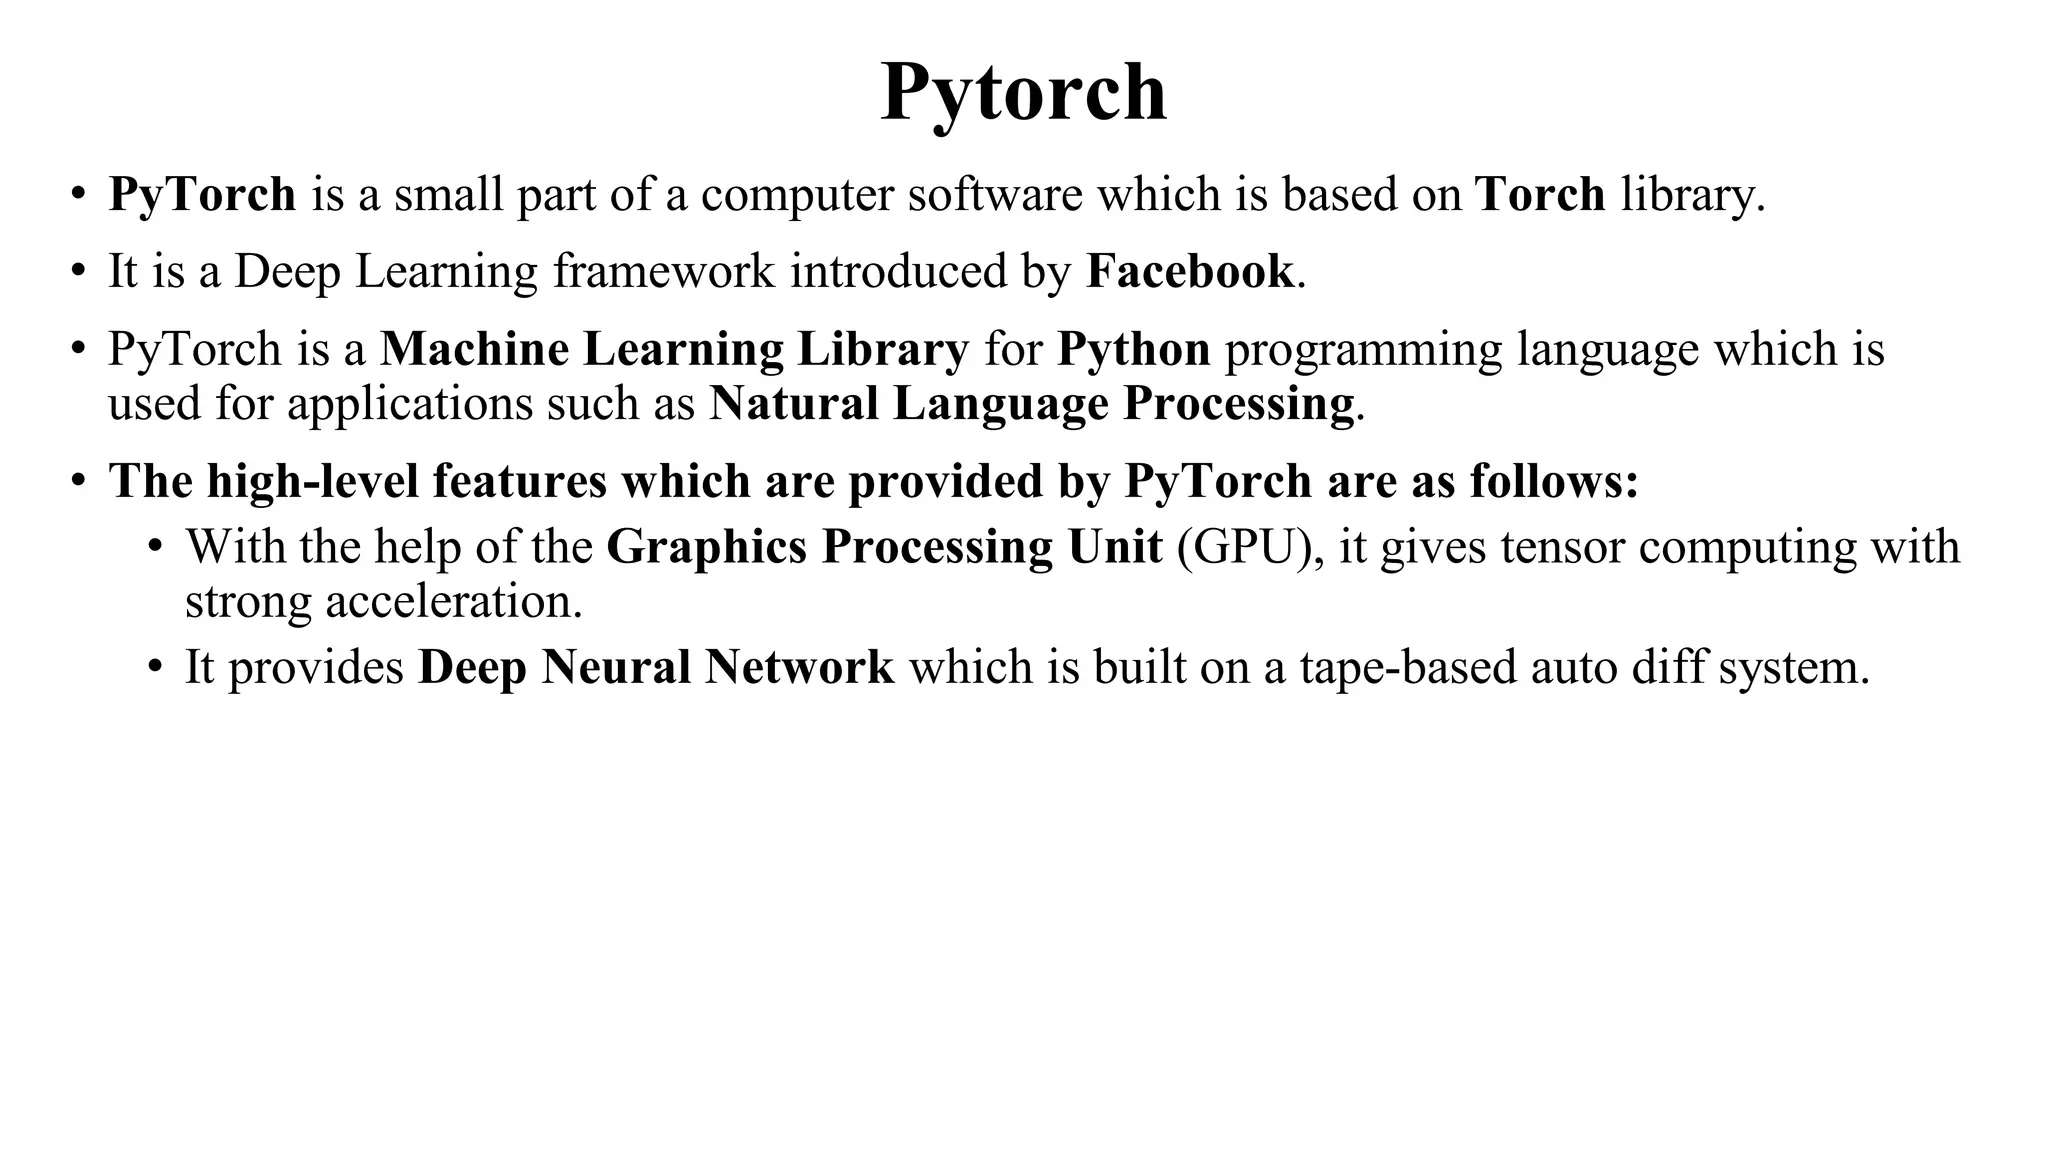 Pytorch
• PyTorch is a small part of a computer software which is based on Torch library.
• It is a Deep Learning framework introduced by Facebook.
• PyTorch is a Machine Learning Library for Python programming language which is
used for applications such as Natural Language Processing.
• The high-level features which are provided by PyTorch are as follows:
• With the help of the Graphics Processing Unit (GPU), it gives tensor computing with
strong acceleration.
• It provides Deep Neural Network which is built on a tape-based auto diff system.